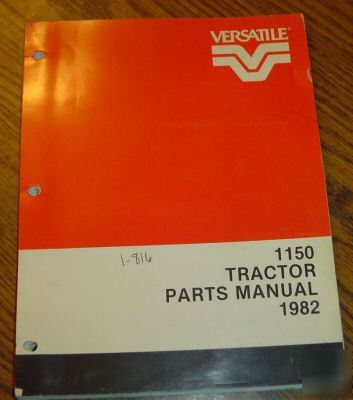 VERSATILE®
1-816
1150
TRACTOR
PARTS MANUAL
1982